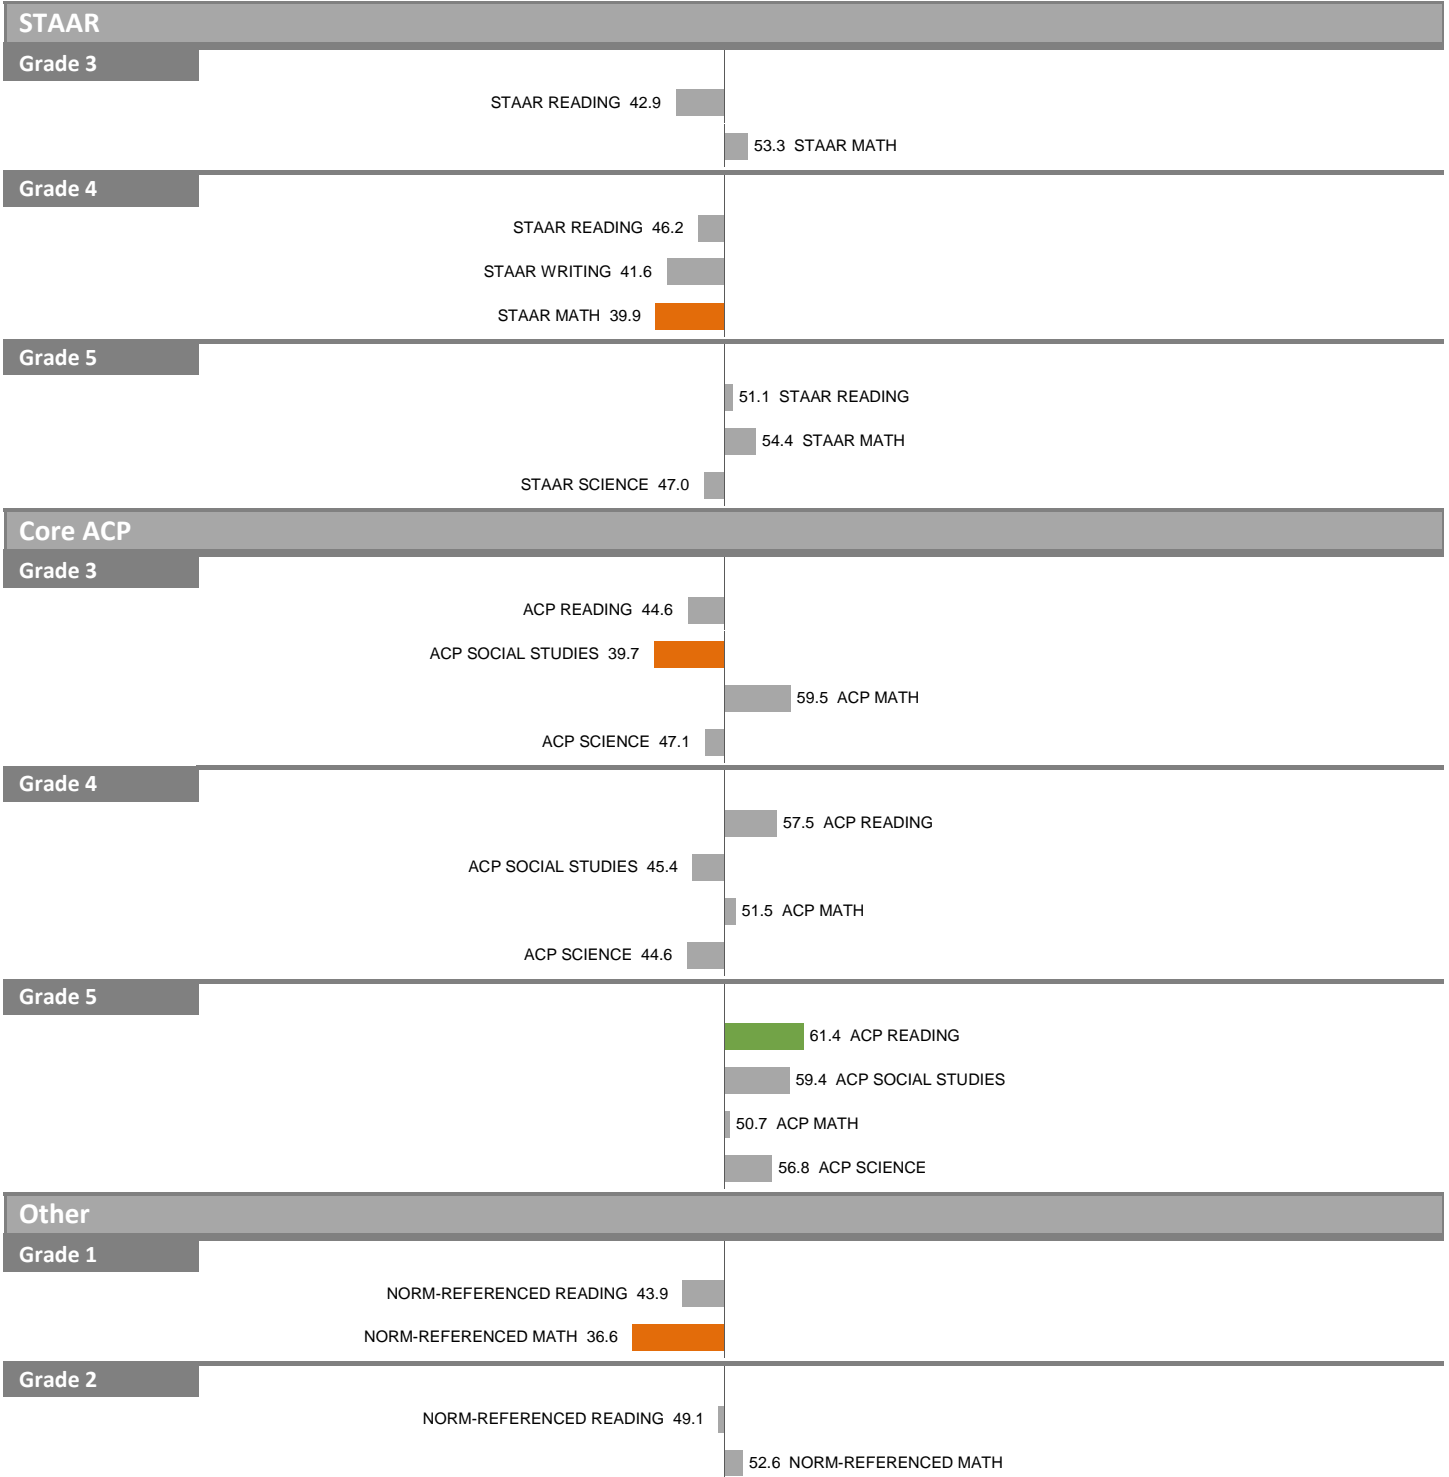 STAAR
Grade 3
STAAR READING 42.9
53.3 STAAR MATH
Grade 4
STAAR READING 46.2
STAAR WRITING 41.6
STAAR MATH 39.9
Grade 5
51.1 STAAR READING
54.4 STAAR MATH
STAAR SCIENCE 47.0
Core ACP
Grade 3
ACP READING 44.6
ACP SOCIAL STUDIES 39.7
59.5 ACP MATH
ACP SCIENCE 47.1
Grade 4
57.5 ACP READING
ACP SOCIAL STUDIES 45.4
51.5 ACP MATH
ACP SCIENCE 44.6
Grade 5
61.4 ACP READING
59.4 ACP SOCIAL STUDIES
50.7 ACP MATH
56.8 ACP SCIENCE
Other
Grade 1
NORM-REFERENCED READING 43.9
NORM-REFERENCED MATH 36.6
Grade 2
NORM-REFERENCED READING 49.1
52.6 NORM-REFERENCED MATH